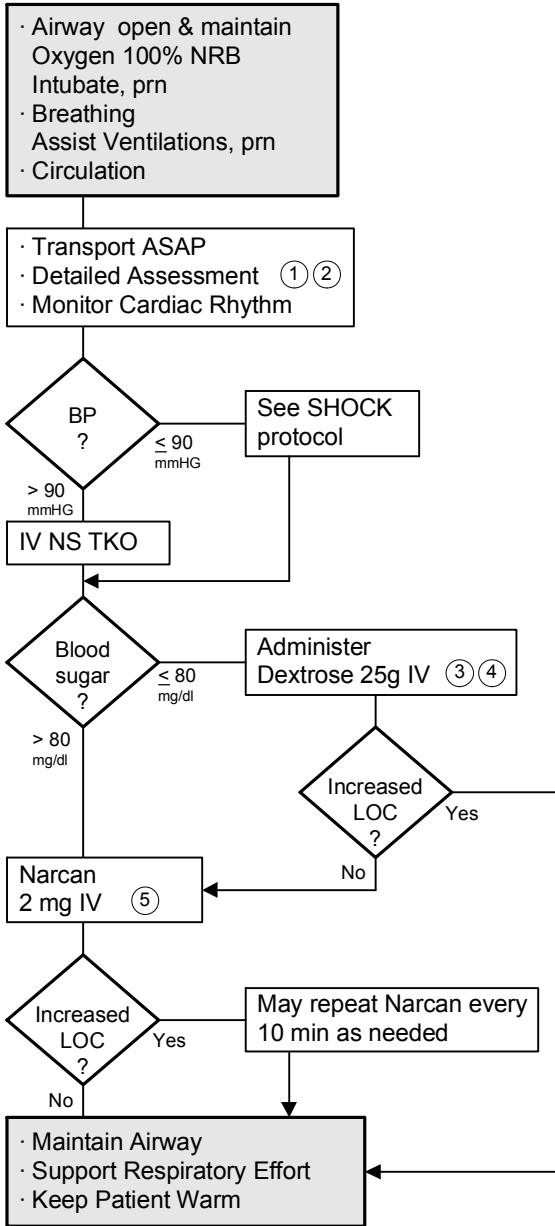 · Airway open & maintain
Oxygen 100% NRB
Intubate, prn
· Breathing
Assist Ventilations, prn
· Circulation
· Transport ASAP
· Detailed Assessment ① ②
· Monitor Cardiac Rhythm
BP
?
≤ 90
mmHG
See SHOCK
protocol
> 90
mmHG
IV NS TKO
Blood
sugar
?
≤ 80
mg/dl
Administer
Dextrose 25g IV ③ ④
> 80
mg/dl
Increased
LOC
?
Yes
No
Narcan
2 mg IV ⑤
Increased
LOC
?
Yes
May repeat Narcan every
10 min as needed
No
· Maintain Airway
· Support Respiratory Effort
· Keep Patient Warm